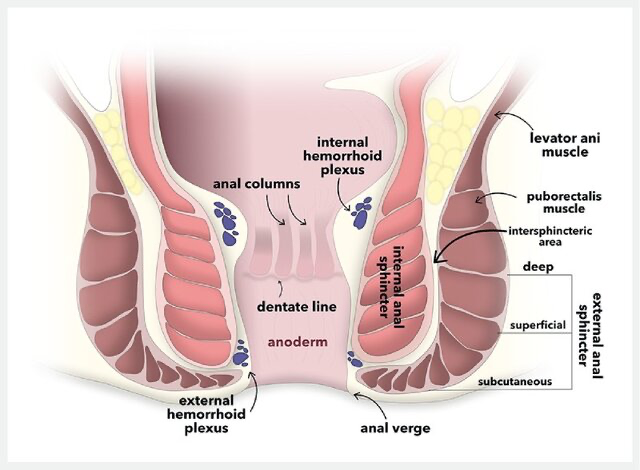 levator ani
muscle
internal
hemorrhoid
plexus
anal columns
puborectalis
muscle
intersphincteric
area
internal anal
sphincter
deep
dentate line
superficial
external anal
sphincter
anoderm
subcutaneous
external
hemorrhoid
plexus
anal verge